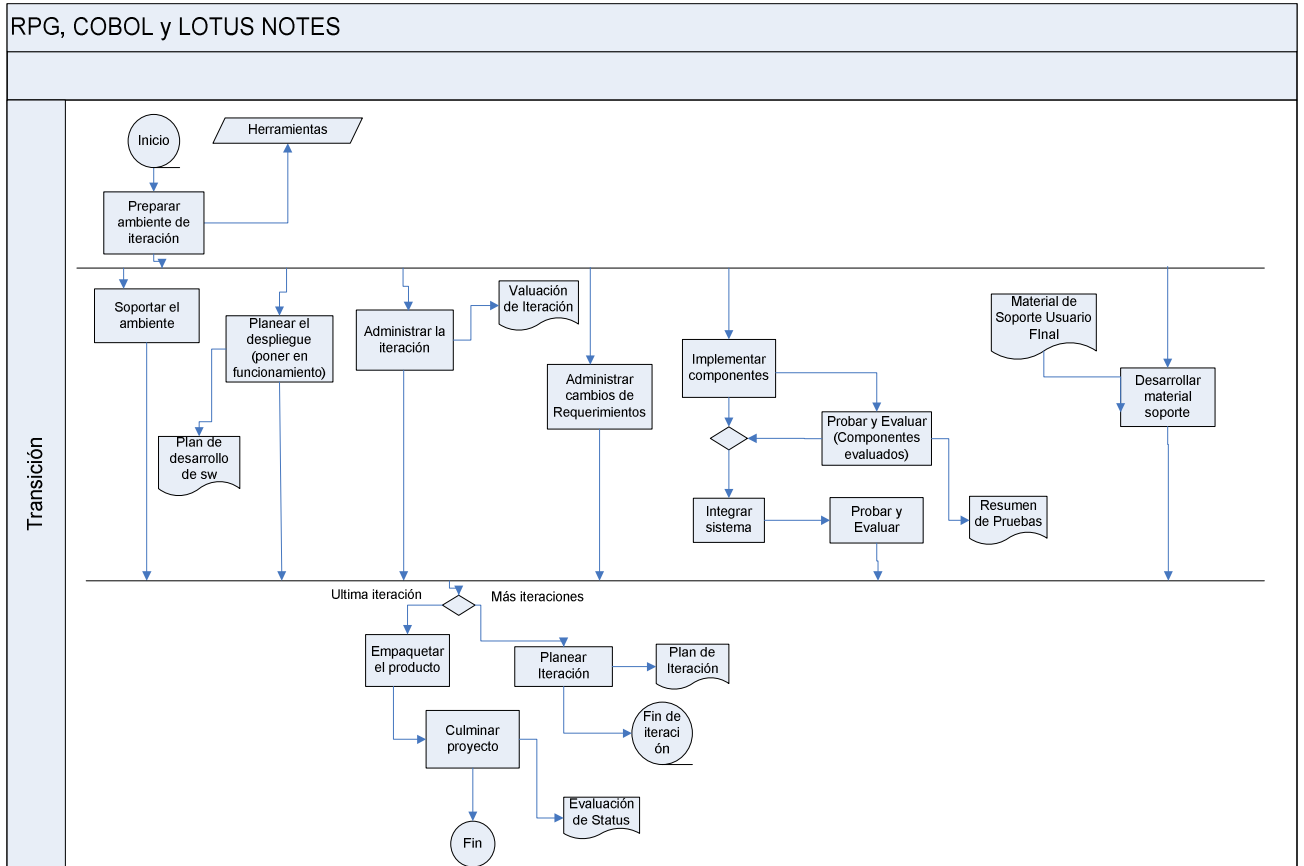 RPG, COBOL y LOTUS NOTES
Transición
Inicio
Herramientas
Preparar
ambiente de
iteración
Soportar el
ambiente
Planear el
despliegue
(poner en
funcionamiento)
Plan de
desarrollo
de sw
Administrar la
iteración
Valuación
de Iteración
Administrar
cambios de
Requerimientos
Implementar
componentes
Probar y Evaluar
(Componentes
evaluados)
Integrar
sistema
Probar y
Evaluar
Resumen
de Pruebas
Material de
Soporte Usuario
FInal
Desarrollar
material
soporte
Ultima iteración
Más iteraciones
Empaquetar
el producto
Planear
Iteración
Plan de
Iteración
Fin de
iteraci
ón
Culminar
proyecto
Evaluación
de Status
Fin